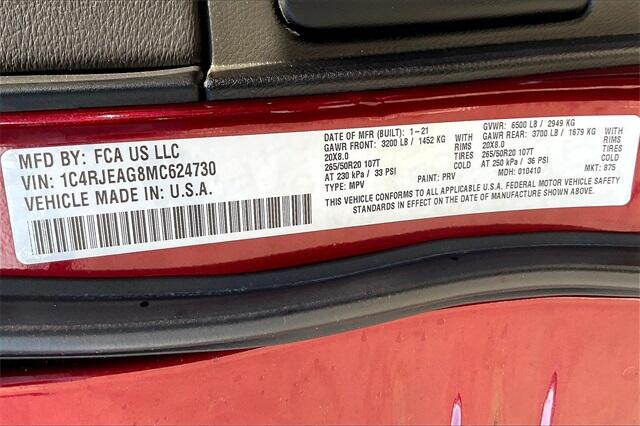 MFD BY: FCA US LLC
VIN: 1C4RJEAG8MC624730
VEHICLE MADE IN: U.S.A.
DATE OF MFR (BUILT): 1-21
GAWR FRONT: 3200 LB / 1452 KG WITH
20X8.0 TIRES
265/50R20 107T
AT 230 kPa / 33 PSI COLD
TYPE: MPV PAINT: PRV
GVWR: 6500 LB / 2949 KG
GAWR REAR: 3700 LB / 1679 KG WITH
20X8.0
265/50R20 107T
AT 250 kPa / 36 PSI COLD
MDH: 010410 MKT: 875
THIS VEHICLE CONFORMS TO ALL APPLICABLE U.S.A. FEDERAL MOTOR VEHICLE SAFETY
STANDARDS IN EFFECT ON THE DATE OF MANUFACTURE SHOWN ABOVE.